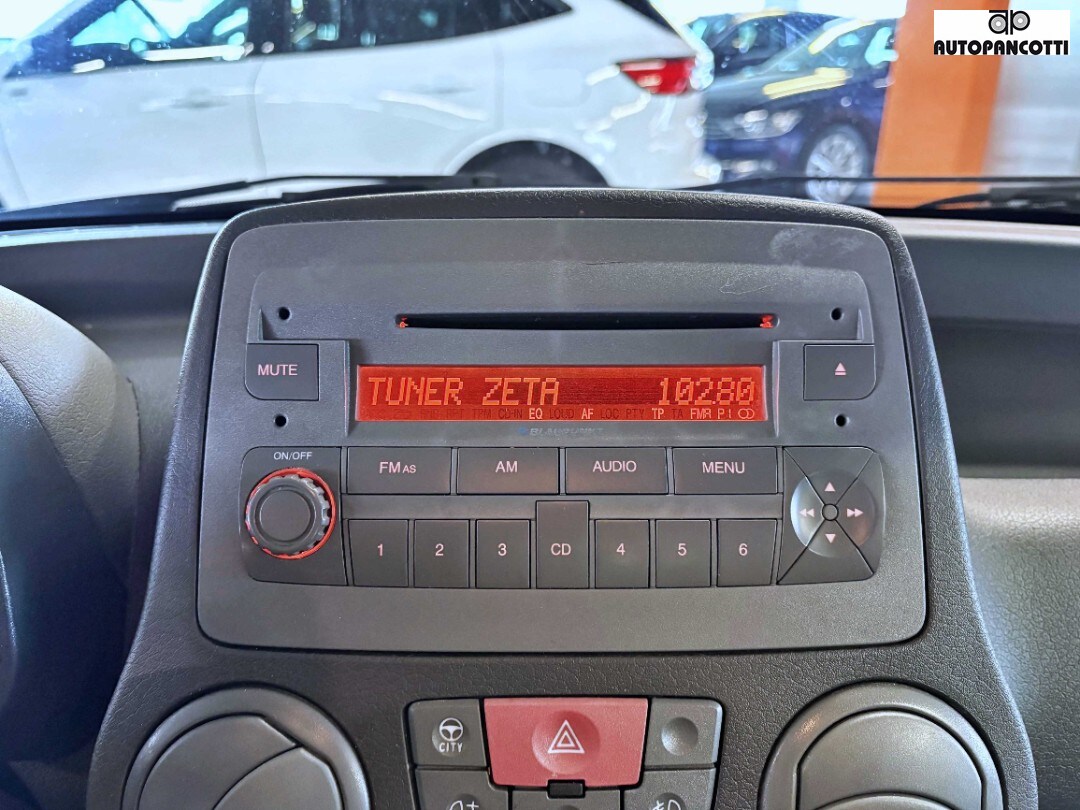 AUTOPANCOTTI
MUTE
TUNER ZETA 10280
EQ LOUD AF LOC PTY TP TA FMR P1
BLAUPUNKT
ON/OFF
FM AS AM AUDIO MENU
1 2 3 CD 4 5 6
CITY